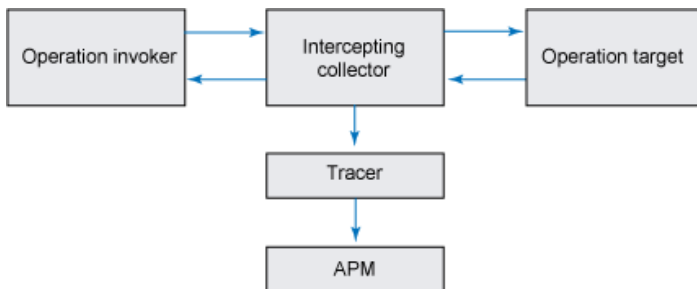 Operation invoker
Intercepting
collector
Operation target
Tracer
APM